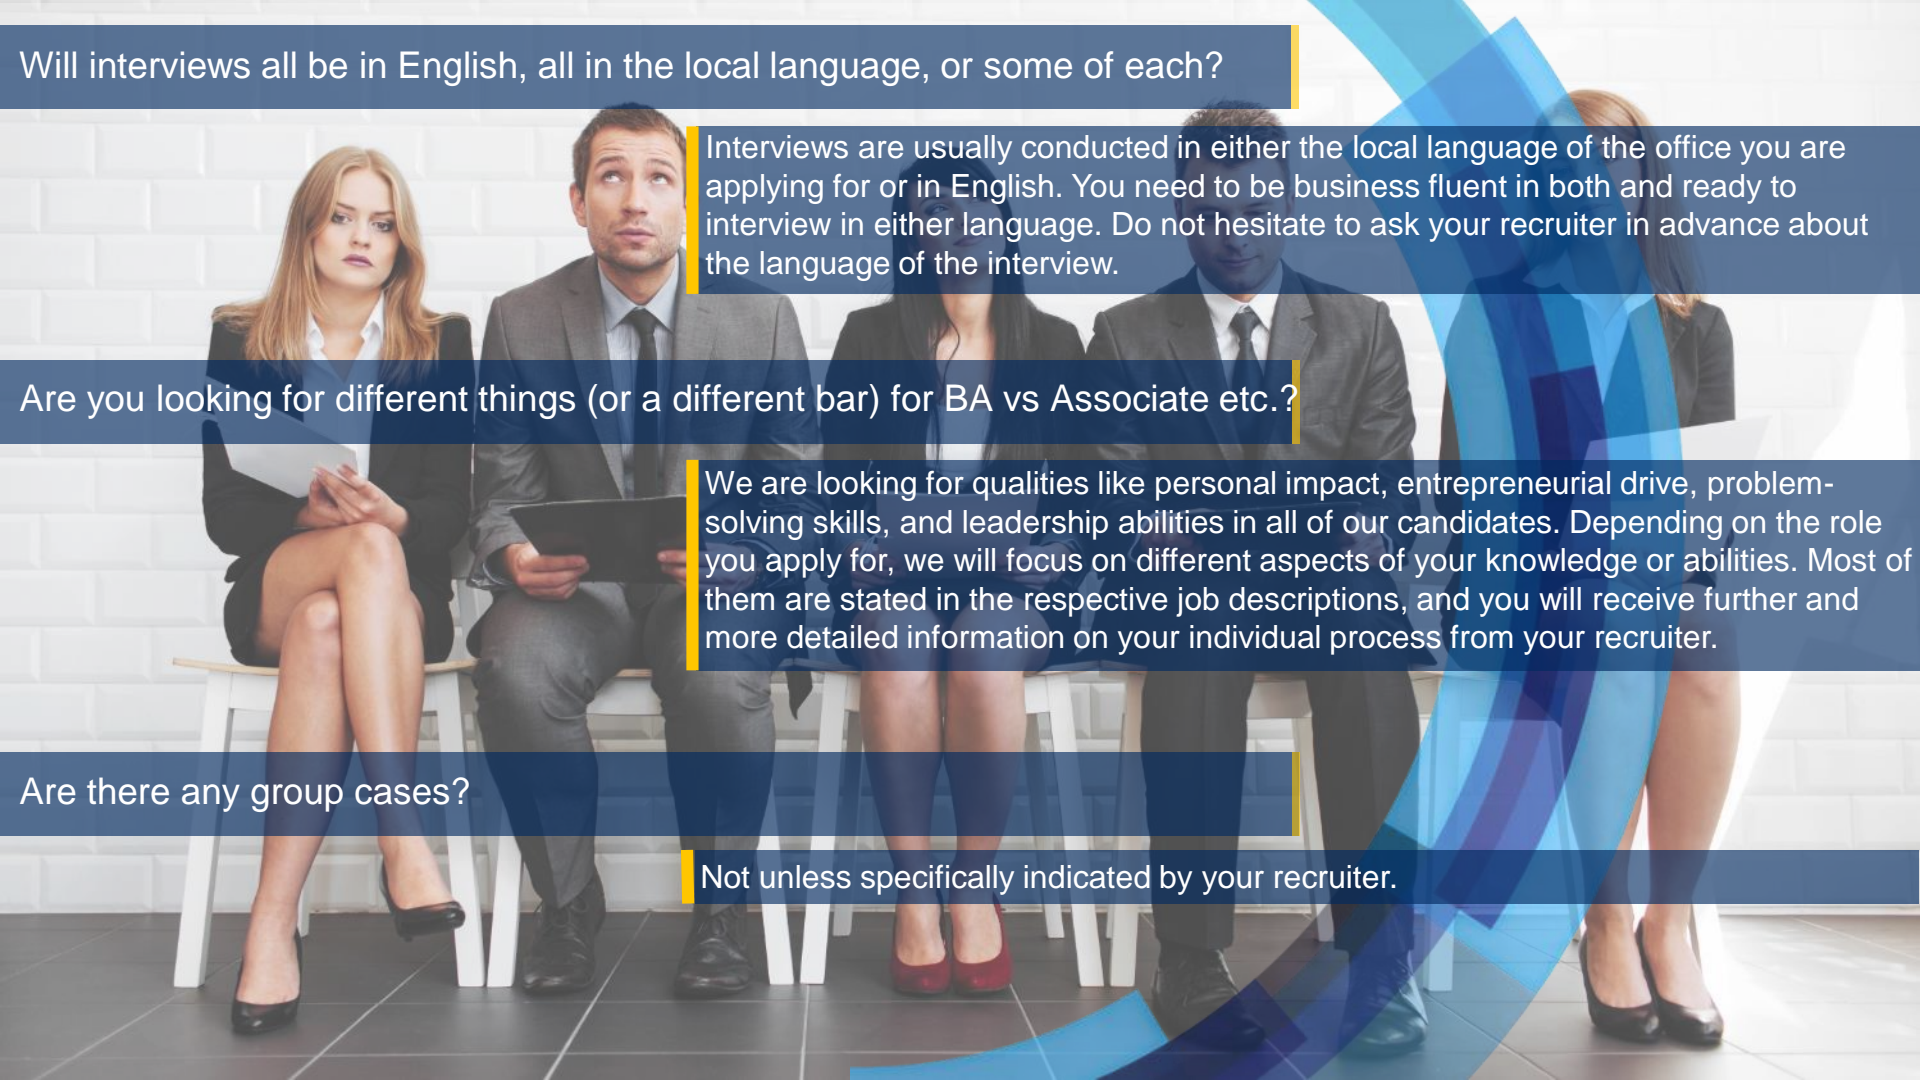 Will interviews all be in English, all in the local language, or some of each?
Interviews are usually conducted in either the local language of the office you are
applying for or in English. You need to be business fluent in both and ready to
interview in either language. Do not hesitate to ask your recruiter in advance about
the language of the interview.
Are you looking for different things (or a different bar) for BA vs Associate etc.?
We are looking for qualities like personal impact, entrepreneurial drive, problem-
solving skills, and leadership abilities in all of our candidates. Depending on the role
you apply for, we will focus on different aspects of your knowledge or abilities. Most of
them are stated in the respective job descriptions, and you will receive further and
more detailed information on your individual process from your recruiter.
Are there any group cases?
Not unless specifically indicated by your recruiter.